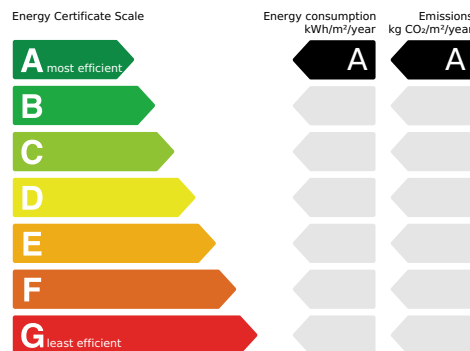 Energy Certificate Scale
Energy consumption
kWh/m²/year
Emissions
kg CO₂/m²/year
A most efficient
A
A
B
C
D
E
F
G least efficient